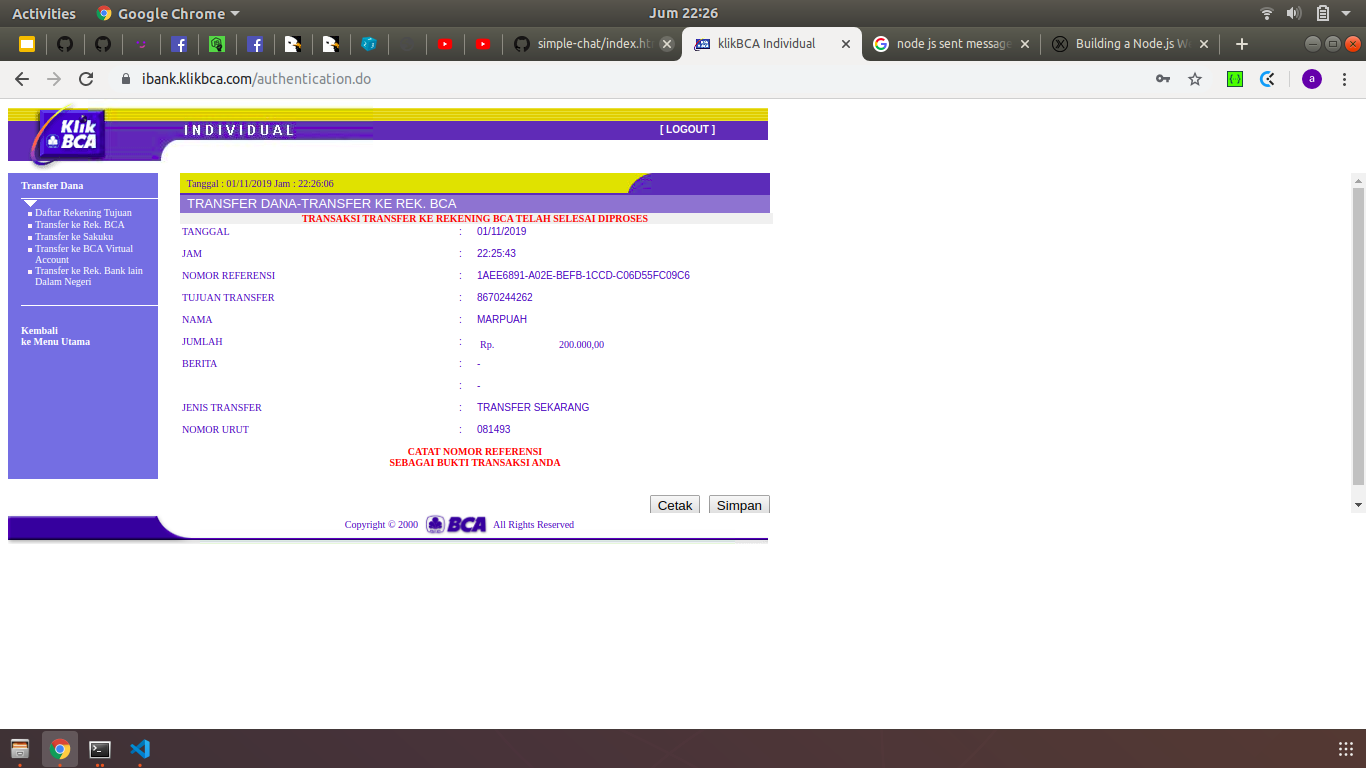 Activities
Google Chrome
Jum 22:26
simple-chat/index.ht
klikBCA Individual
node js sent message
Building a Node.js W
ibank.klikbca.com/authentication.do
a
Klik
BCA
INDIVIDUAL
[ LOGOUT ]
Transfer Dana
Daftar Rekening Tujuan
Transfer ke Rek. BCA
Transfer ke Sakuku
Transfer ke BCA Virtual
Account
Transfer ke Rek. Bank lain
Dalam Negeri
Kembali
ke Menu Utama
Tanggal : 01/11/2019 Jam : 22:26:06
TRANSFER DANA-TRANSFER KE REK. BCA
TRANSAKSI TRANSFER KE REKENING BCA TELAH SELESAI DIPROSES
TANGGAL : 01/11/2019
JAM : 22:25:43
NOMOR REFERENSI : 1AEE6891-A02E-BEFB-1CCD-C06D55FC09C6
TUJUAN TRANSFER : 8670244262
NAMA : MARPUAH
JUMLAH : Rp. 200.000,00
BERITA : -
: -
JENIS TRANSFER : TRANSFER SEKARANG
NOMOR URUT : 081493
CATAT NOMOR REFERENSI
SEBAGAI BUKTI TRANSAKSI ANDA
Cetak Simpan
Copyright © 2000 BCA All Rights Reserved